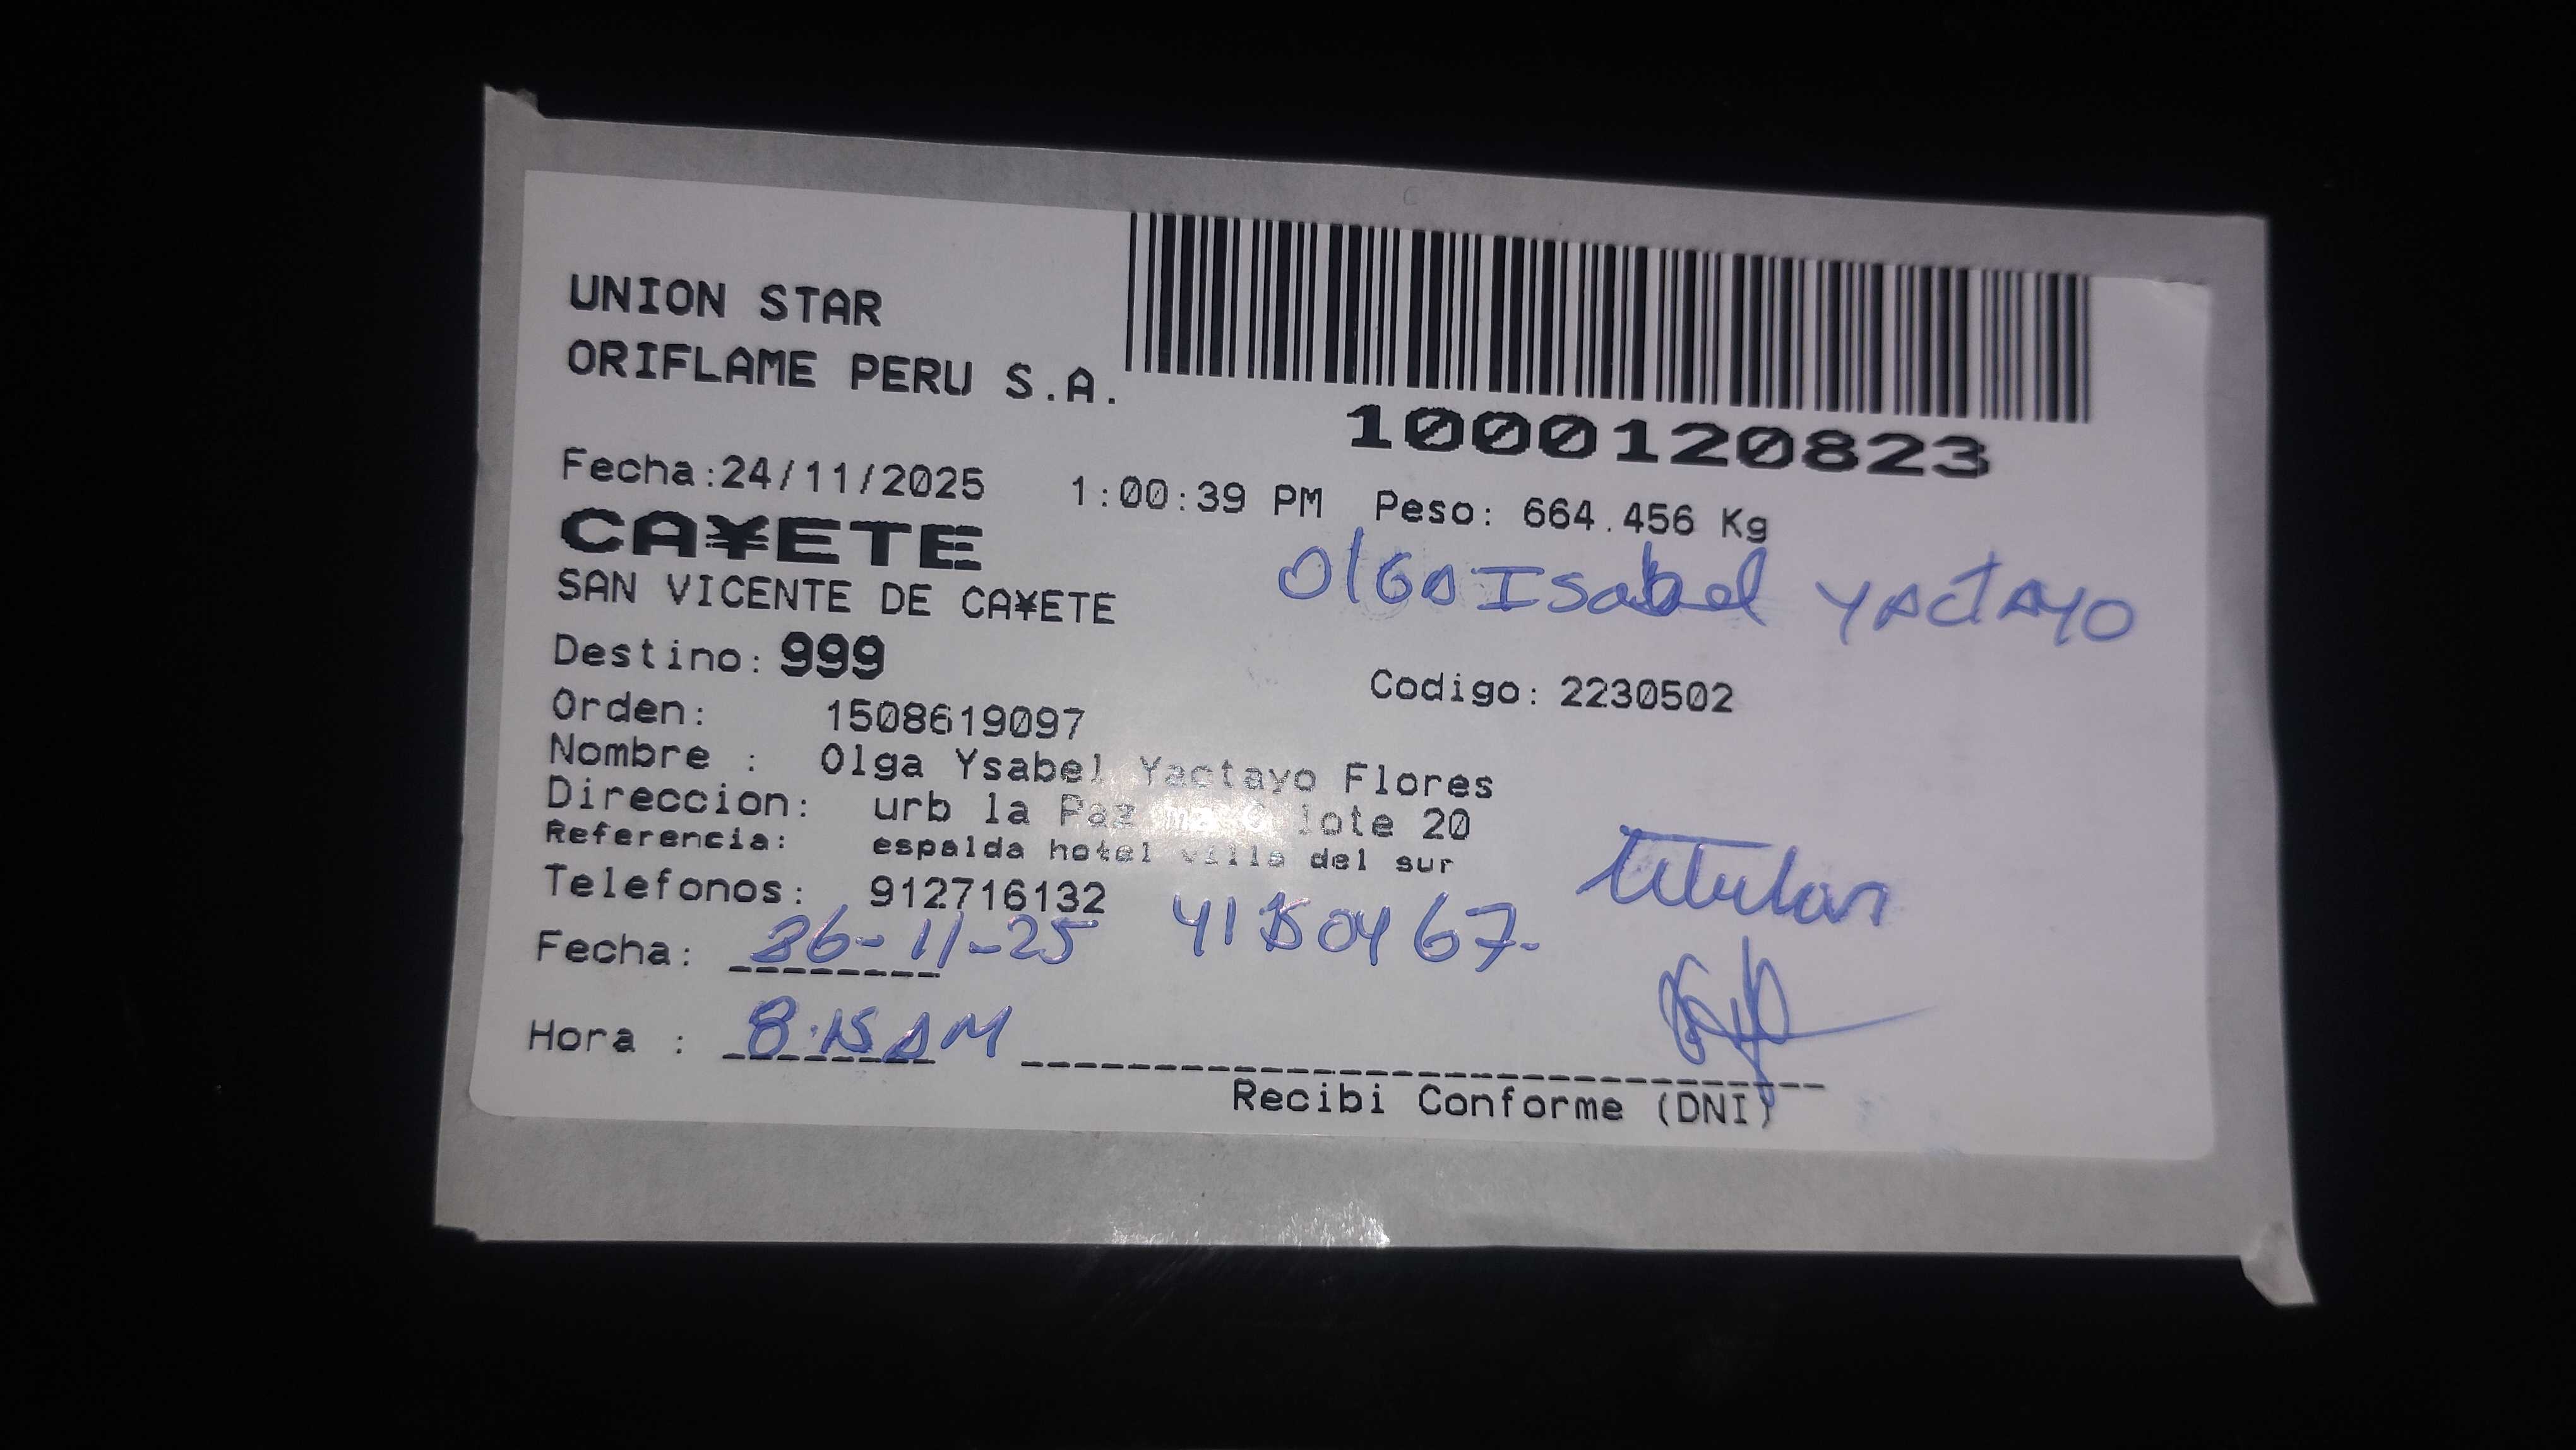 UNION STAR
ORIFLAME PERU S.A.
1000120823
Fecha:24/11/2025 1:00:39 PM Peso: 664.456 Kg
CA¥ETE
SAN VICENTE DE CA¥ETE
Olga Isabel Yactayo
Destino: 999
Codigo: 2230502
Orden: 1508619097
Nombre : Olga Ysabel Yactayo Flores
Direccion: urb la Paz lote 20
Referencia: espalda hotel villa del sur
Telefonos: 912716132
titular
Fecha: 26-11-25
Hora : 8:15 AM
Recibi Conforme (DNI)